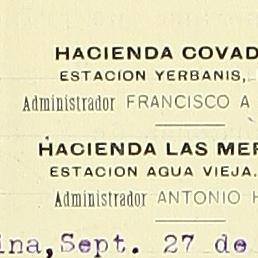 HACIENDA COVAD
ESTACION YERBANIS,
Administrador FRANCISCO A
HACIENDA LAS MER
ESTACION AGUA VIEJA.
Administrador ANTONIO H
ina, Sept. 27 de